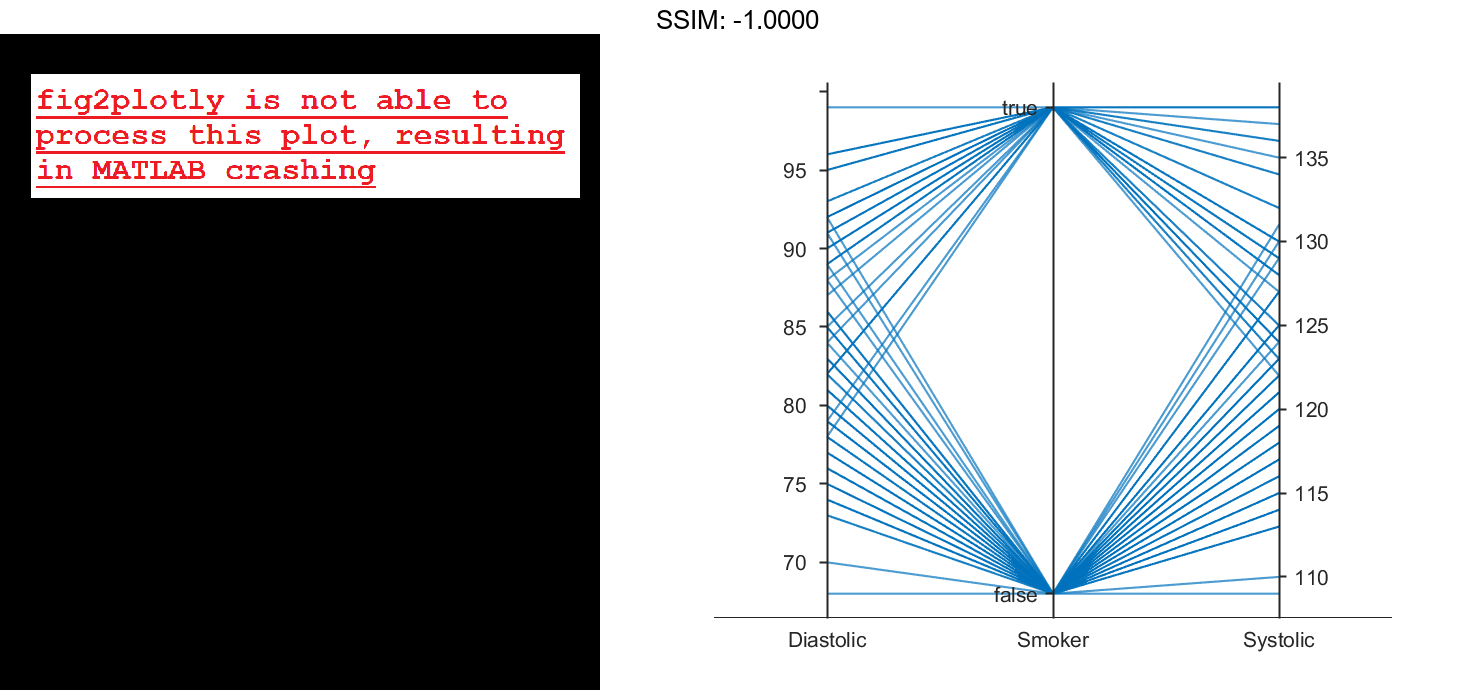 SSIM: -1.0000
fig2plotly is not able to
process this plot, resulting
in MATLAB crashing
true
95
90
85
80
75
70
false
135
130
125
120
115
110
Diastolic
Smoker
Systolic